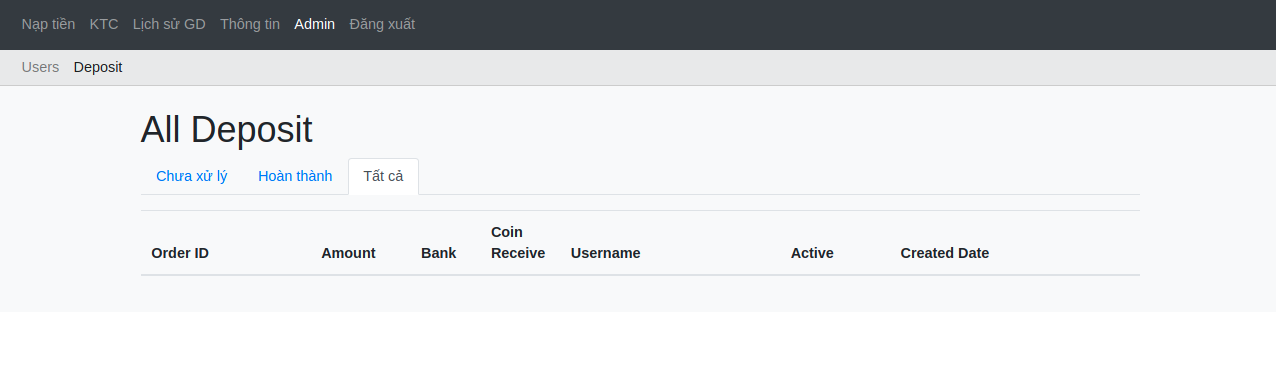 Nạp tiền KTC Lịch sử GD Thông tin Admin Đăng xuất
Users Deposit
All Deposit
Chưa xử lý Hoàn thành Tất cả
Order ID Amount Bank Coin Receive Username Active Created Date